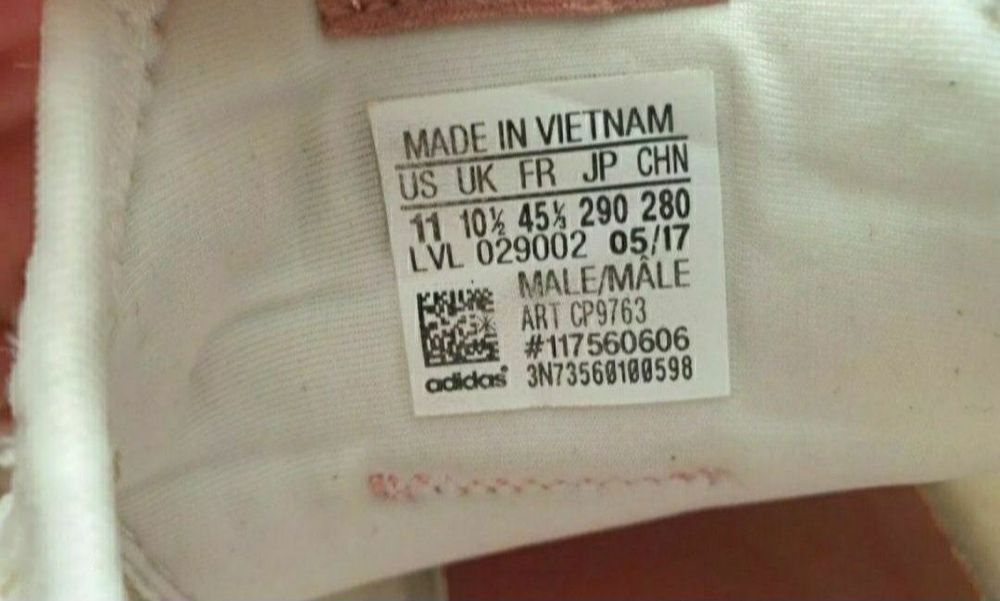 MADE IN VIETNAM
US UK FR JP CHN
11 10½ 45⅓ 290 280
LVL 029002 05/17
MALE/MÂLE
ART CP9763
#117560606
adidas® 3N73560100598